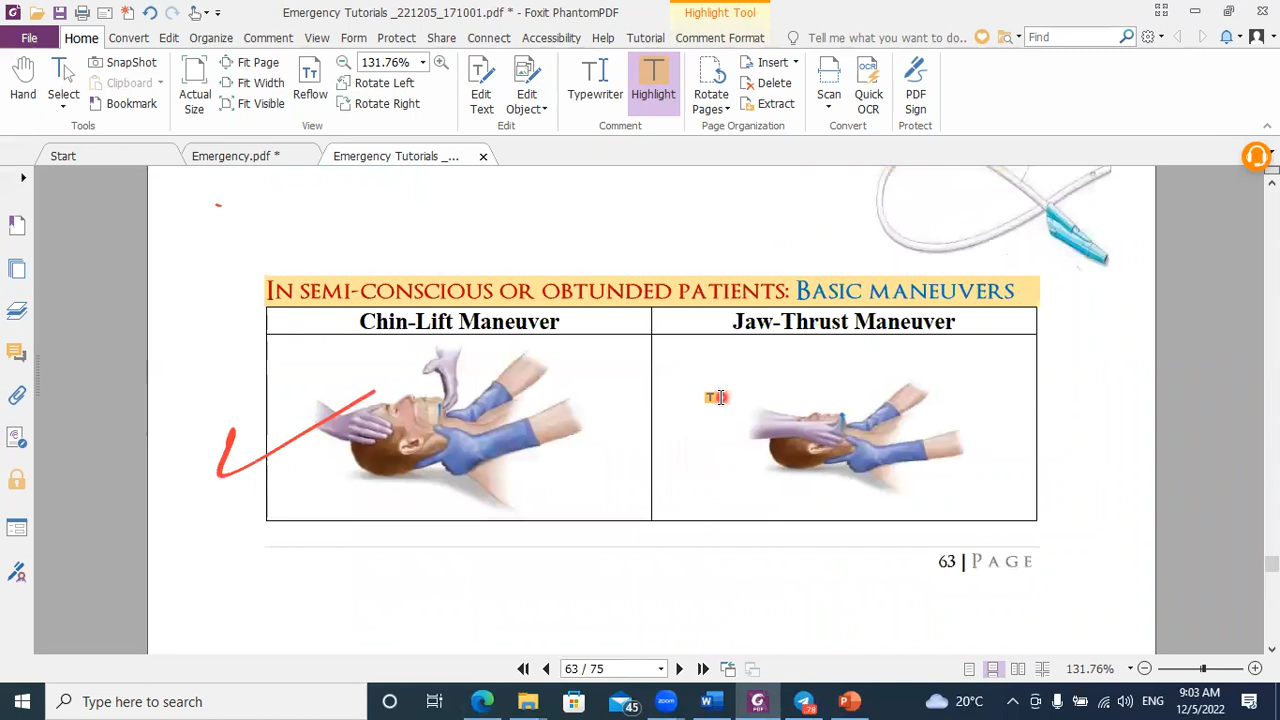 Emergency Tutorials _221205_171001.pdf * - Foxit PhantomPDF
Highlight Tool
File Home Convert Edit Organize Comment View Form Protect Share Connect Accessibility Help Tutorial Comment Format Tell me what you want to do... Find
Hand
Select
SnapShot
Clipboard
Bookmark
Tools
Actual Size
Fit Page
Fit Width
Fit Visible
Reflow
131.76%
Rotate Left
Rotate Right
View
Edit Text
Edit Object
Edit
Typewriter
Highlight
Comment
Rotate Pages
Insert
Delete
Extract
Page Organization
Scan
Quick OCR
Convert
PDF Sign
Protect
Start
Emergency.pdf *
Emergency Tutorials _...
In semi-conscious or obtunded patients: Basic maneuvers
Chin-Lift Maneuver
Jaw-Thrust Maneuver
63 | Page
63 / 75
131.76%
Type here to search
45
zoom
78
20°C
ENG
9:03 AM
12/5/2022